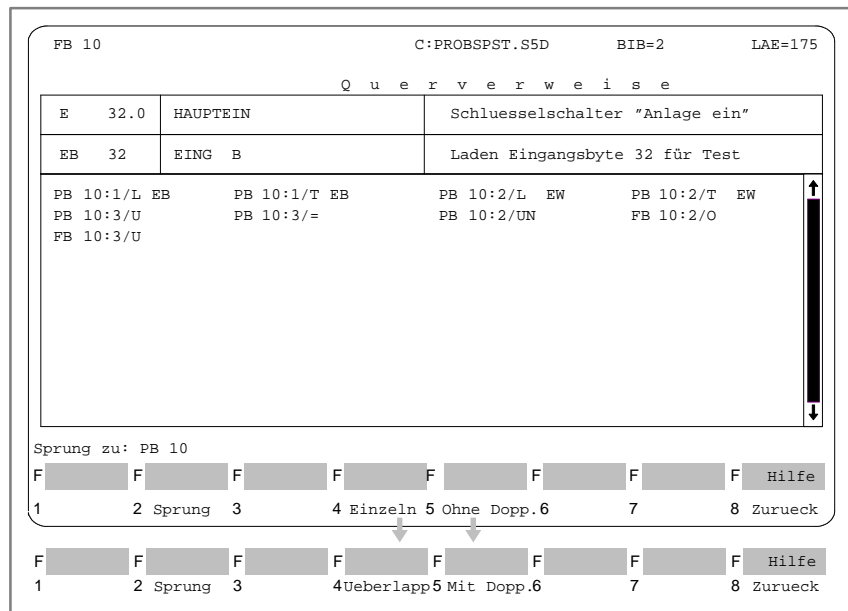 FB 10 C:PROBSPST.S5D BIB=2 LAE=175
Q u e r v e r w e i s e
E 32.0 HAUPTEIN Schluesselschalter "Anlage ein"
EB 32 EING B Laden Eingangsbyte 32 für Test
PB 10:1/L EB PB 10:1/T EB PB 10:2/L EW PB 10:2/T EW
PB 10:3/U PB 10:3/= PB 10:2/UN FB 10:2/O
FB 10:3/U
Sprung zu: PB 10
F F F F F F F F Hilfe
1 2 Sprung 3 4 Einzeln 5 Ohne Dopp. 6 7 8 Zurueck
F F F F F F F F Hilfe
1 2 Sprung 3 4 Ueberlapp 5 Mit Dopp. 6 7 8 Zurueck